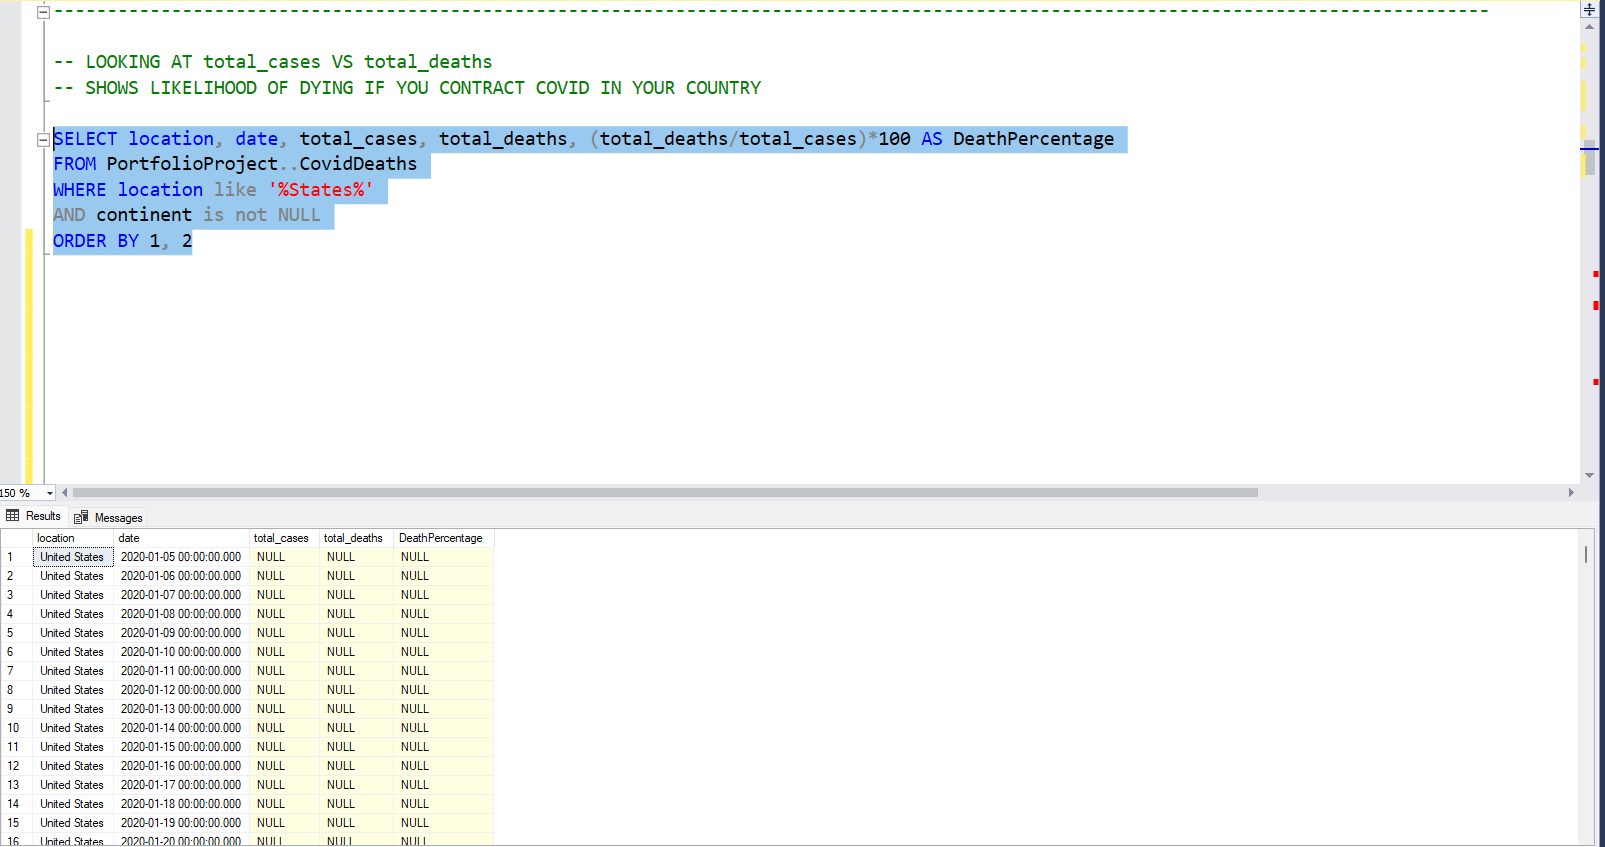 -- LOOKING AT total_cases VS total_deaths
-- SHOWS LIKELIHOOD OF DYING IF YOU CONTRACT COVID IN YOUR COUNTRY
SELECT location, date, total_cases, total_deaths, (total_deaths/total_cases)*100 AS DeathPercentage
FROM PortfolioProject..CovidDeaths
WHERE location like '%States%'
AND continent is not NULL
ORDER BY 1, 2
150 %
Results Messages
location date total_cases total_deaths DeathPercentage
1 United States 2020-01-05 00:00:00.000 NULL NULL NULL
2 United States 2020-01-06 00:00:00.000 NULL NULL NULL
3 United States 2020-01-07 00:00:00.000 NULL NULL NULL
4 United States 2020-01-08 00:00:00.000 NULL NULL NULL
5 United States 2020-01-09 00:00:00.000 NULL NULL NULL
6 United States 2020-01-10 00:00:00.000 NULL NULL NULL
7 United States 2020-01-11 00:00:00.000 NULL NULL NULL
8 United States 2020-01-12 00:00:00.000 NULL NULL NULL
9 United States 2020-01-13 00:00:00.000 NULL NULL NULL
10 United States 2020-01-14 00:00:00.000 NULL NULL NULL
11 United States 2020-01-15 00:00:00.000 NULL NULL NULL
12 United States 2020-01-16 00:00:00.000 NULL NULL NULL
13 United States 2020-01-17 00:00:00.000 NULL NULL NULL
14 United States 2020-01-18 00:00:00.000 NULL NULL NULL
15 United States 2020-01-19 00:00:00.000 NULL NULL NULL
16 United States 2020-01-20 00:00:00.000 NULL NULL NULL